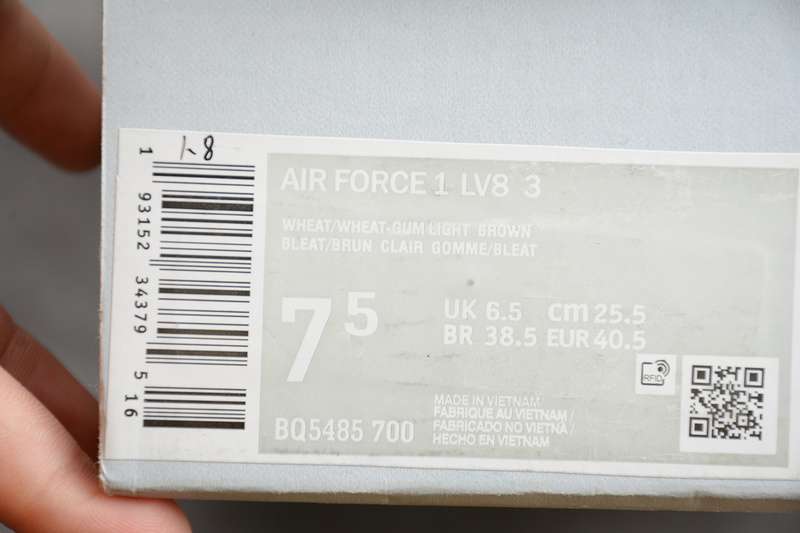 1-8
1 93152 34379 5 16
AIR FORCE 1 LV8 3
WHEAT/WHEAT-GUM LIGHT BROWN
BLEAT/BRUN CLAIR GOMME/BLEAT
7 5
UK 6.5 cm 25.5
BR 38.5 EUR 40.5
RFID
BQ5485 700
MADE IN VIETNAM
FABRIQUE AU VIETNAM /
FABRICADO NO VIETNÃ /
HECHO EN VIETNAM